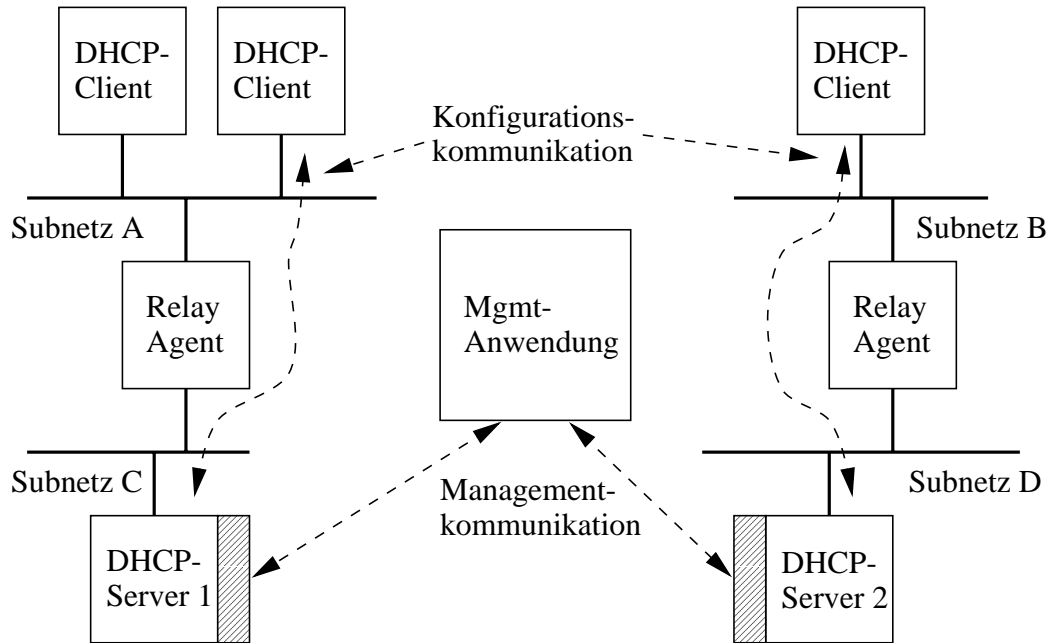 DHCP-
Client
DHCP-
Client
DHCP-
Client
Konfigurations-
kommunikation
Subnetz A
Subnetz B
Relay
Agent
Mgmt-
Anwendung
Relay
Agent
Subnetz C
Subnetz D
Management-
kommunikation
DHCP-
Server 1
DHCP-
Server 2